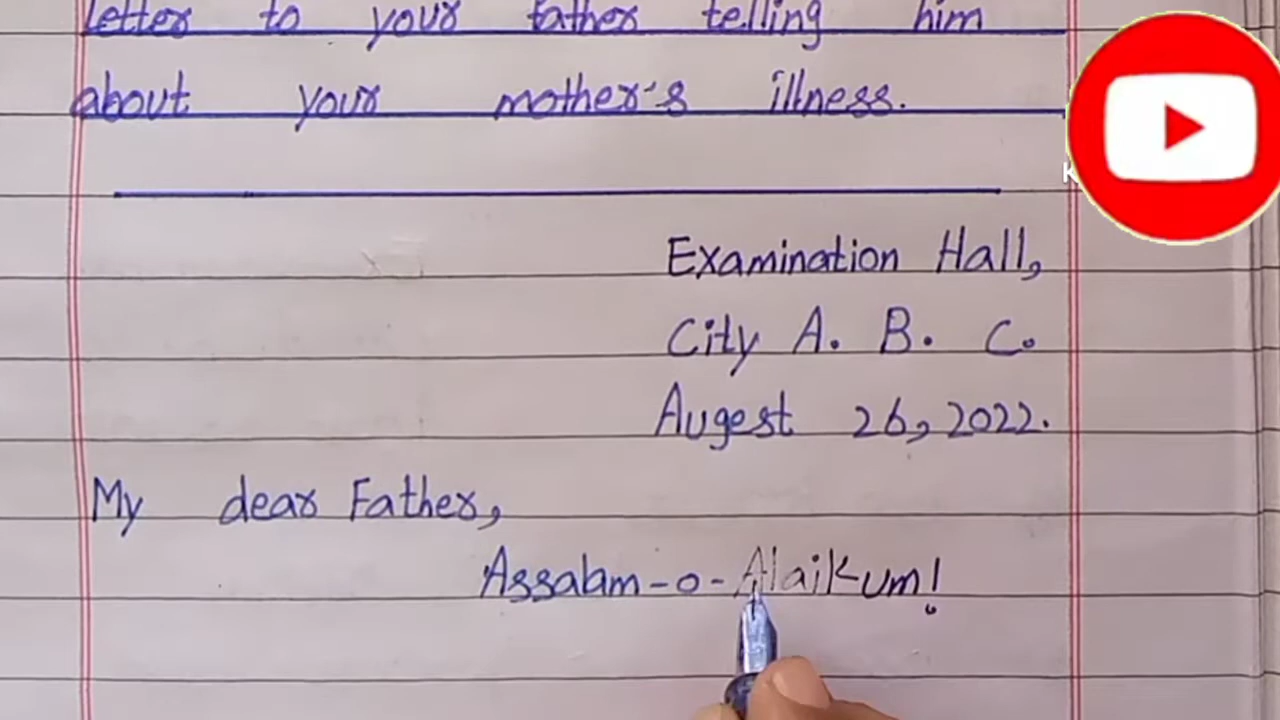 letter to your father telling him
about your mother's illness.
Examination Hall,
City A. B. C.
Augest 26, 2022.
My dear Father,
Assalam-o-Alaikum!
K